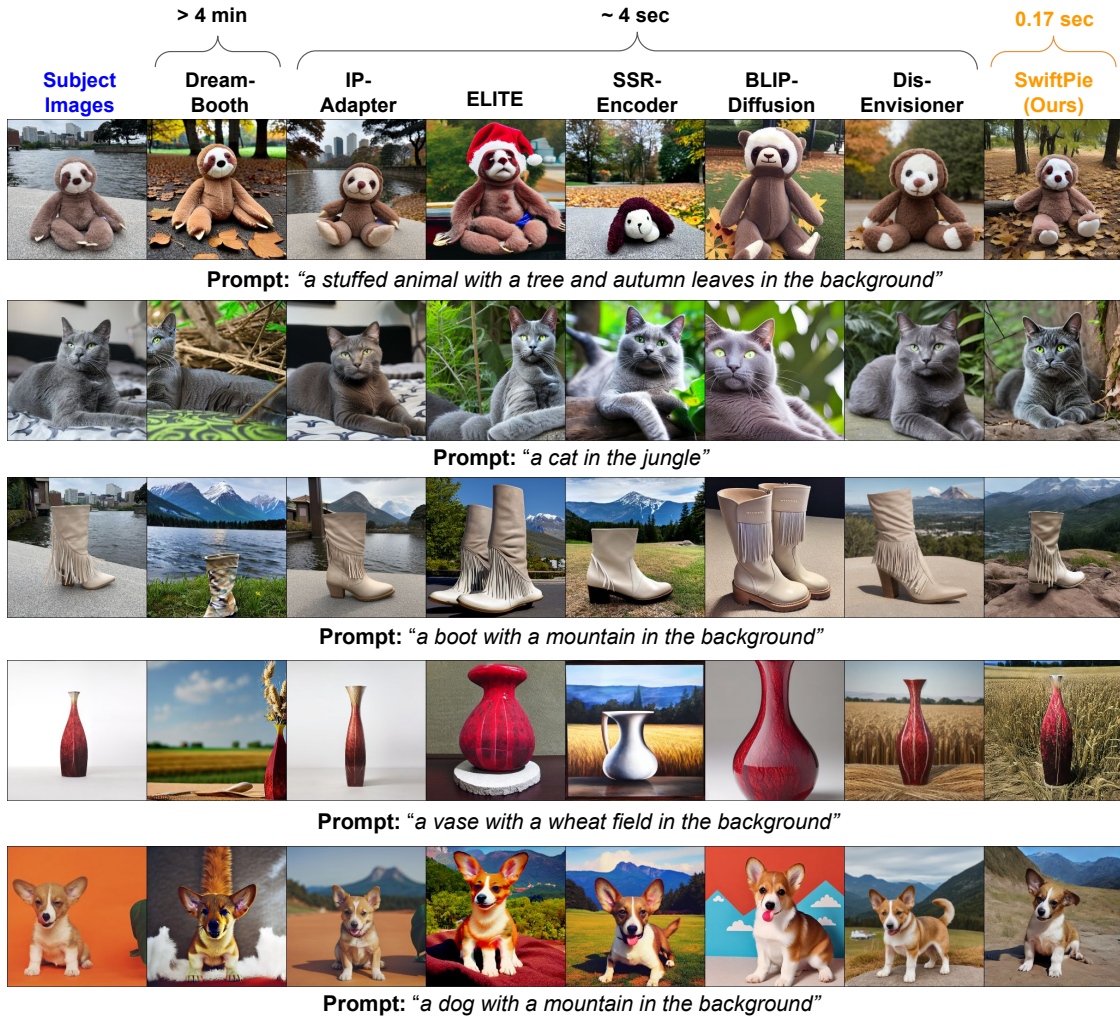 > 4 min
~ 4 sec
0.17 sec
Subject Images
Dream-Booth
IP-Adapter
ELITE
SSR-Encoder
BLIP-Diffusion
Dis-Envisioner
SwiftPie (Ours)
Prompt: “a stuffed animal with a tree and autumn leaves in the background”
Prompt: “a cat in the jungle”
Prompt: “a boot with a mountain in the background”
Prompt: “a vase with a wheat field in the background”
Prompt: “a dog with a mountain in the background”